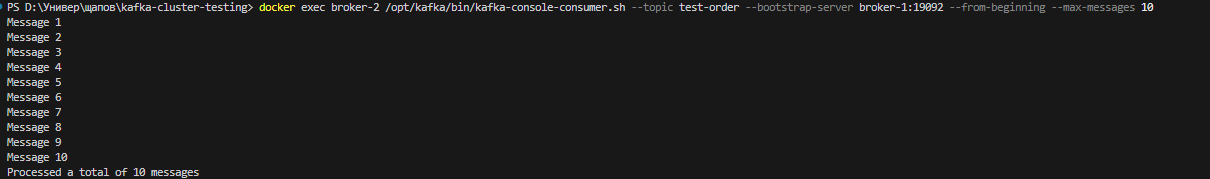 PS D:\Универ\щапов\kafka-cluster-testing> docker exec broker-2 /opt/kafka/bin/kafka-console-consumer.sh --topic test-order --bootstrap-server broker-1:19092 --from-beginning --max-messages 10
Message 1
Message 2
Message 3
Message 4
Message 5
Message 6
Message 7
Message 8
Message 9
Message 10
Processed a total of 10 messages